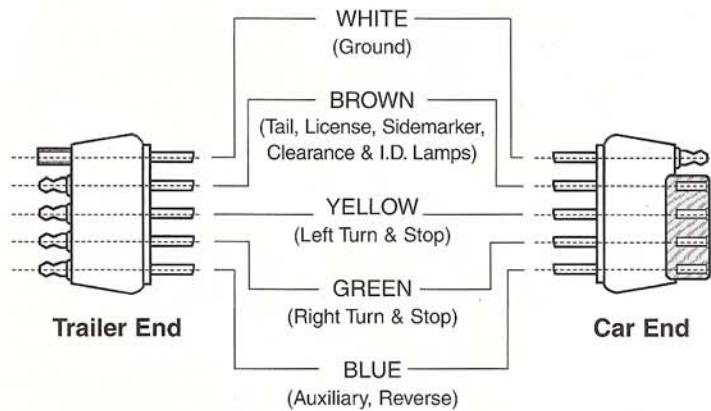 WHITE
(Ground)
BROWN
(Tail, License, Sidemarker,
Clearance & I.D. Lamps)
YELLOW
(Left Turn & Stop)
GREEN
(Right Turn & Stop)
Trailer End
Car End
BLUE
(Auxiliary, Reverse)